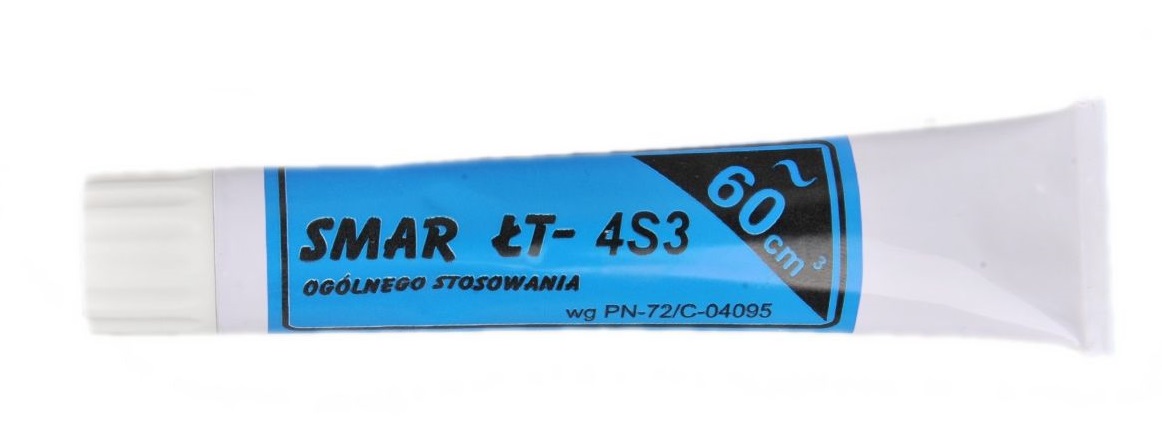 SMAR ŁT- 4S3
OGÓLNEGO STOSOWANIA
wg PN-72/C-04095
~
60
cm³